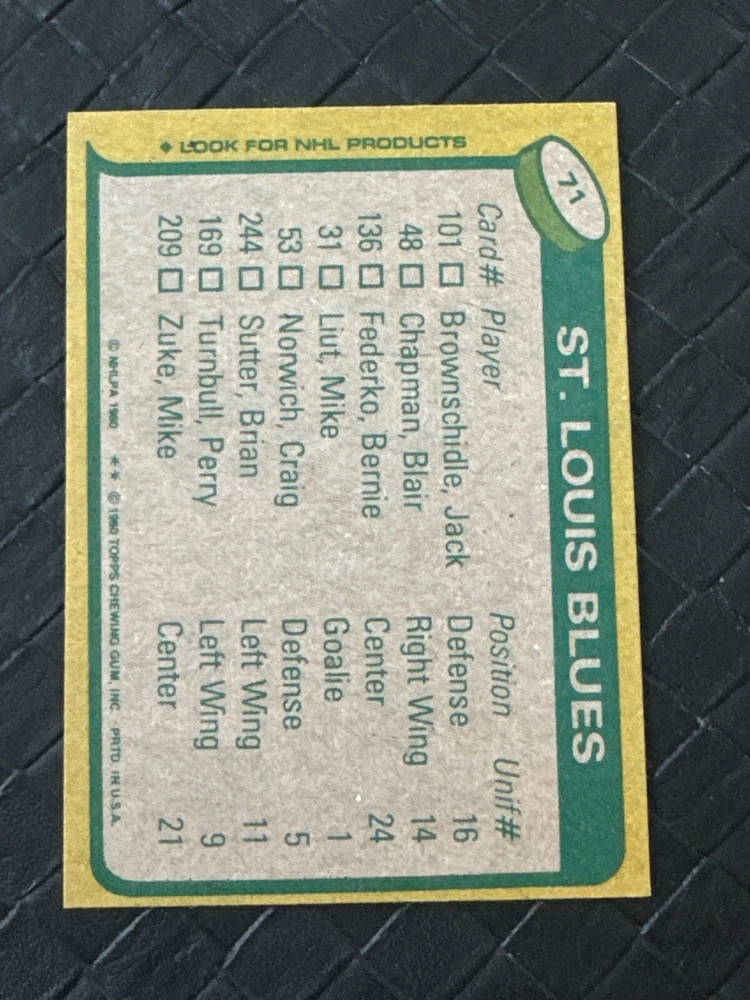 71
ST. LOUIS BLUES
Card# Player Position Unif#
101 Brownschidle, Jack Defense 16
48 Chapman, Blair Right Wing 14
136 Federko, Bernie Center 24
31 Liut, Mike Goalie 1
53 Norwich, Craig Defense 5
244 Sutter, Brian Left Wing 11
169 Turnbull, Perry Left Wing 9
209 Zuke, Mike Center 21
© NHLPA 1980 ** © 1980 TOPPS CHEWING GUM, INC. PRTD. IN U.S.A.
LOOK FOR NHL PRODUCTS